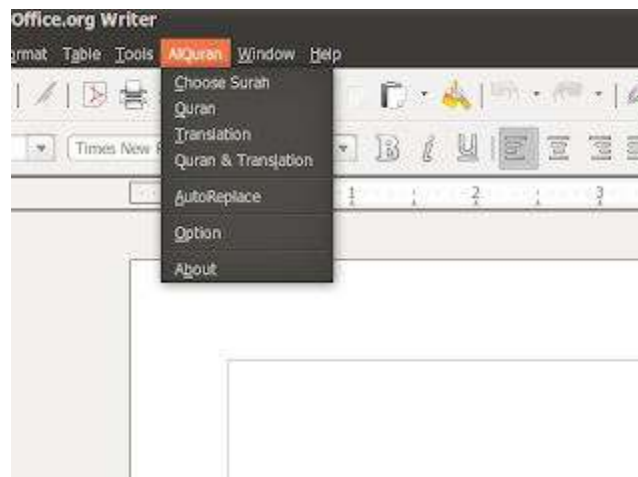 Office.org Writer
ormat Table Tools AlQuran Window Help
Choose Surah
Quran
Times New
Translation
Quran & Translation
AutoReplace
1 2 3
Option
About